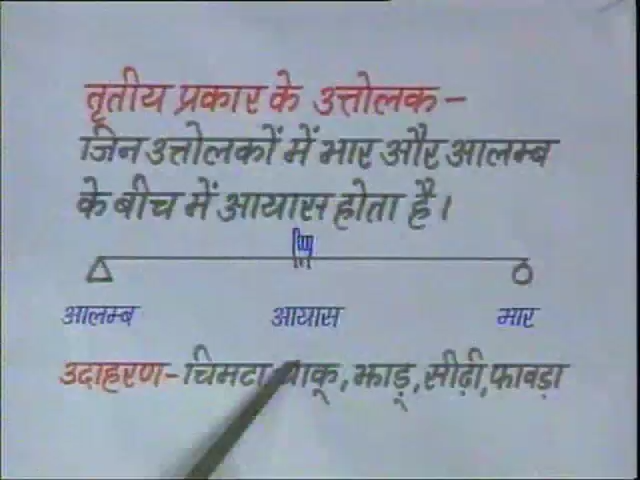 तृतीय प्रकार के उत्तोलक-
जिन उत्तोलकों में भार और आलम्ब
के बीच में आयास होता है।
आलम्ब आयास भार
उदाहरण-चिमटा, चाकू, झाड़ू, सीढ़ी, फावड़ा